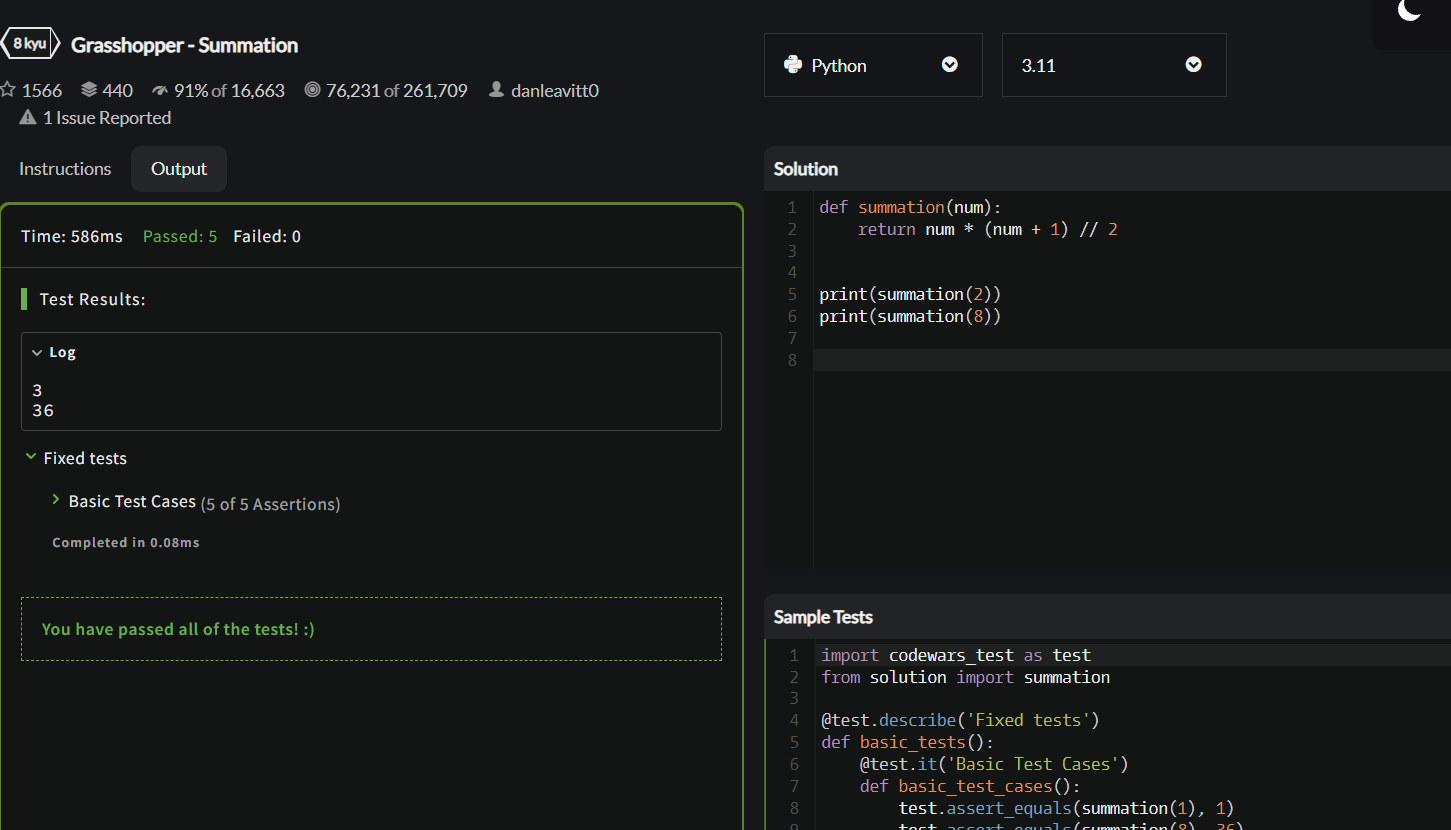 8 kyu
Grasshopper - Summation
1566 440 91% of 16,663 76,231 of 261,709 danleavitt0
1 Issue Reported
Instructions Output
Time: 586ms Passed: 5 Failed: 0
Test Results:
Log
3
36
Fixed tests
Basic Test Cases (5 of 5 Assertions)
Completed in 0.08ms
You have passed all of the tests! :)
Python 3.11
Solution
1 def summation(num):
2     return num * (num + 1) // 2
3
4
5 print(summation(2))
6 print(summation(8))
7
8
Sample Tests
1 import codewars_test as test
2 from solution import summation
3
4 @test.describe('Fixed tests')
5 def basic_tests():
6     @test.it('Basic Test Cases')
7     def basic_test_cases():
8         test.assert_equals(summation(1), 1)
9         test.assert_equals(summation(8), 36)